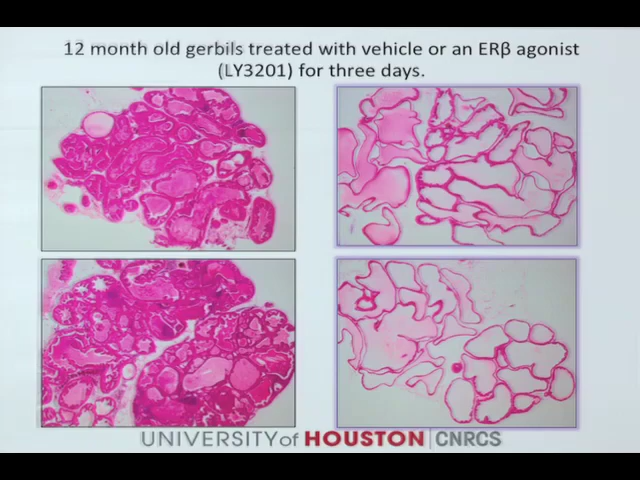 12 month old gerbils treated with vehicle or an ERβ agonist
(LY3201) for three days.
UNIVERSITY of HOUSTON | CNRCS